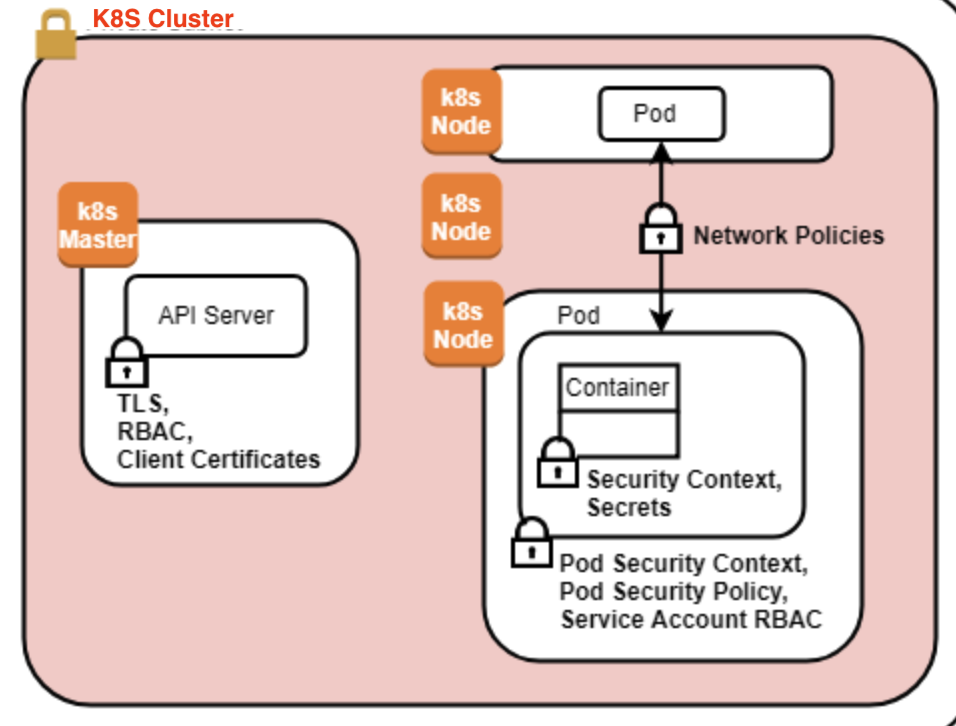 K8S Cluster
k8s
Node
Pod
k8s
Node
Network Policies
k8s
Master
API Server
TLS,
RBAC,
Client Certificates
k8s
Node
Pod
Container
Security Context,
Secrets
Pod Security Context,
Pod Security Policy,
Service Account RBAC